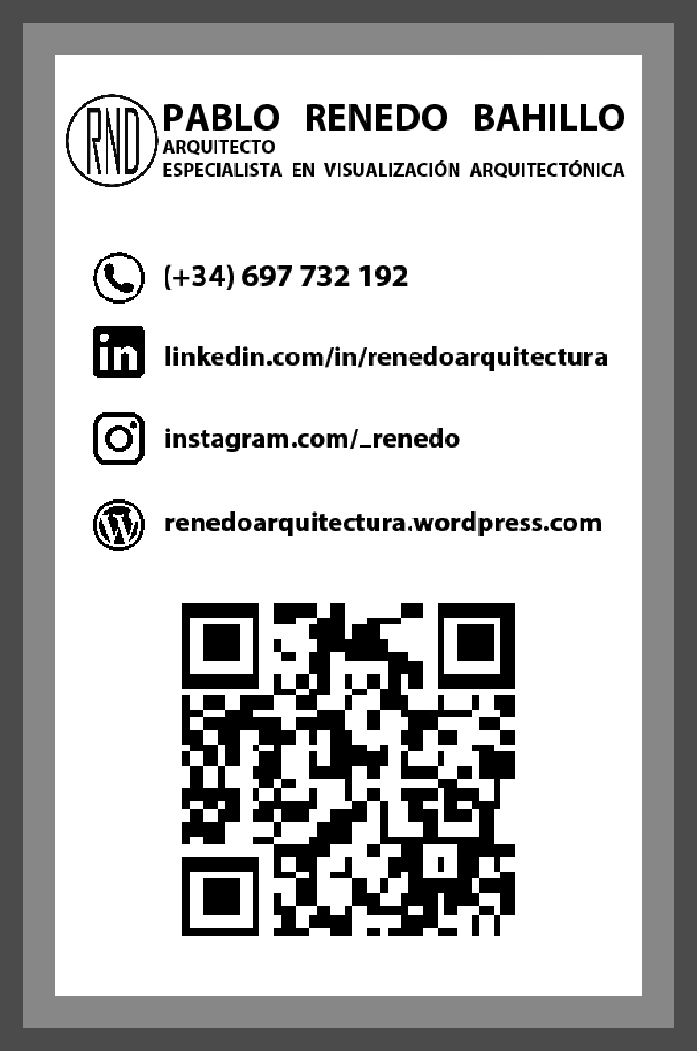 RND
PABLO RENEDO BAHILLO
ARQUITECTO
ESPECIALISTA EN VISUALIZACIÓN ARQUITECTÓNICA
(+34) 697 732 192
in linkedin.com/in/renedoarquitectura
instagram.com/_renedo
renedoarquitectura.wordpress.com